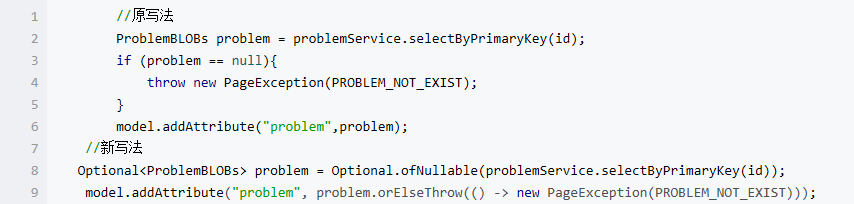 1 //原写法
2 ProblemBLOBs problem = problemService.selectByPrimaryKey(id);
3 if (problem == null){
4 throw new PageException(PROBLEM_NOT_EXIST);
5 }
6 model.addAttribute("problem",problem);
7 //新写法
8 Optional<ProblemBLOBs> problem = Optional.ofNullable(problemService.selectByPrimaryKey(id));
9 model.addAttribute("problem", problem.orElseThrow(() -> new PageException(PROBLEM_NOT_EXIST)));